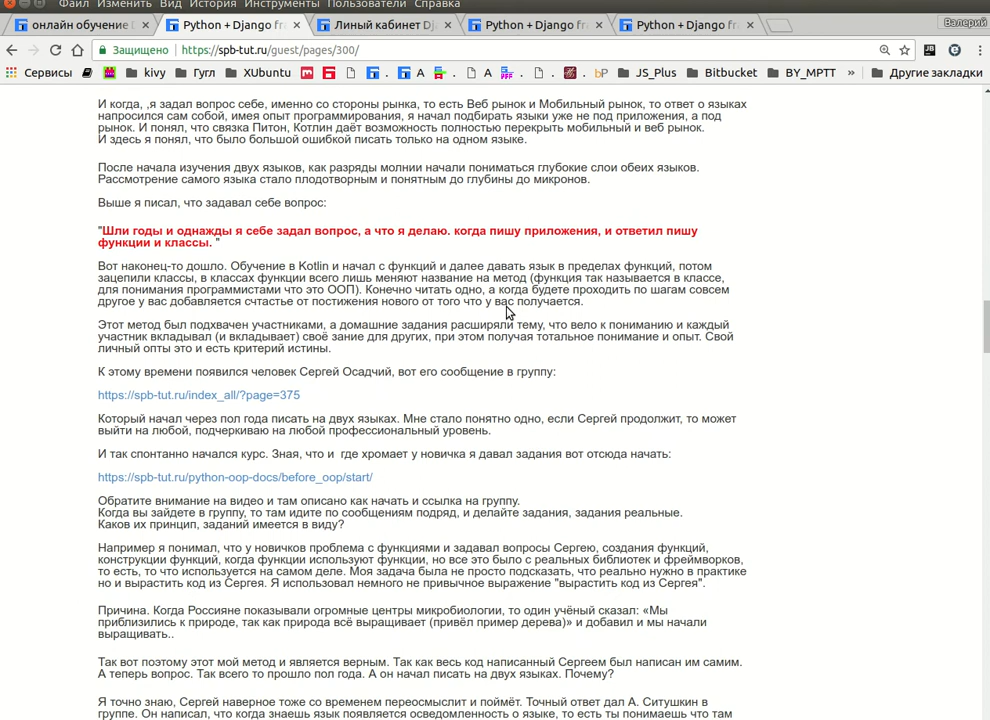 Файл Изменить Вид История Инструменты Пользователи Справка
онлайн обучение D × Python + Django fra × Линый кабинет Dj × Python + Django fra × Python + Django fra × Валерий
Защищено https://spb-tut.ru/guest/pages/300/
Сервисы kivy Гугл XUbuntu A A bP JS_Plus Bitbucket BY_MPTT » Другие закладки
И когда, ,я задал вопрос себе, именно со стороны рынка, то есть Веб рынок и Мобильный рынок, то ответ о языках
напросился сам собой, имея опыт программирования, я начал подбирать языки уже не под приложения, а под
рынок. И понял, что связка Питон, Котлин даёт возможность полностью перекрыть мобильный и веб рынок.
И здесь я понял, что было большой ошибкой писать только на одном языке.
После начала изучения двух языков, как разряды молнии начали пониматься глубокие слои обеих языков.
Рассмотрение самого языка стало плодотворным и понятным до глубины до микронов.
Выше я писал, что задавал себе вопрос:
"Шли годы и однажды я себе задал вопрос, а что я делаю. когда пишу приложения, и ответил пишу
функции и классы. "
Вот наконец-то дошло. Обучение в Kotlin и начал с функций и далее давать язык в пределах функций, потом
зацепили классы, в классах функции всего лишь меняют название на метод (функция так называется в классе,
для понимания программистами что это ООП). Конечно читать одно, а когда будете проходить по шагам совсем
другое у вас добавляется счтастье от постижения нового от того что у вас получается.
Этот метод был подхвачен участниками, а домашние задания расширяли тему, что вело к пониманию и каждый
участник вкладывал (и вкладывает) своё зание для других, при этом получая тотальное понимание и опыт. Свой
личный опты это и есть критерий истины.
К этому времени появился человек Сергей Осадчий, вот его сообщение в группу:
https://spb-tut.ru/index_all/?page=375
Который начал через пол года писать на двух языках. Мне стало понятно одно, если Сергей продолжит, то может
выйти на любой, подчеркиваю на любой профессиональный уровень.
И так спонтанно начался курс. Зная, что и где хромает у новичка я давал задания вот отсюда начать:
https://spb-tut.ru/python-oop-docs/before_oop/start/
Обратите внимание на видео и там описано как начать и ссылка на группу.
Когда вы зайдете в группу, то там идите по сообщениям подряд, и делайте задания, задания реальные.
Каков их принцип, заданий имеется в виду?
Например я понимал, что у новичков проблема с функциями и задавал вопросы Сергею, создания функций,
конструкции функций, когда функции используют функции, но все это было с реальных библиотек и фреймворков,
то есть, то что используется на самом деле. Моя задача была не просто подсказать, что реально нужно в практике
но и вырастить код из Сергея. Я использовал немного не привычное выражение "вырастить код из Сергея".
Причина. Когда Россияне показывали огромные центры микробиологии, то один учёный сказал: «Мы
приблизились к природе, так как природа всё выращивает (привёл пример дерева)» и добавил и мы начали
выращивать..
Так вот поэтому этот мой метод и является верным. Так как весь код написанный Сергеем был написан им самим.
А теперь вопрос. Так всего то прошло пол года. А он начал писать на двух языках. Почему?
Я точно знаю, Сергей наверное тоже со временем переосмыслит и поймёт. Точный ответ дал А. Ситушкин в
группе. Он написал, что когда знаешь язык появляется осведомленность о языке, то есть ты понимаешь что там